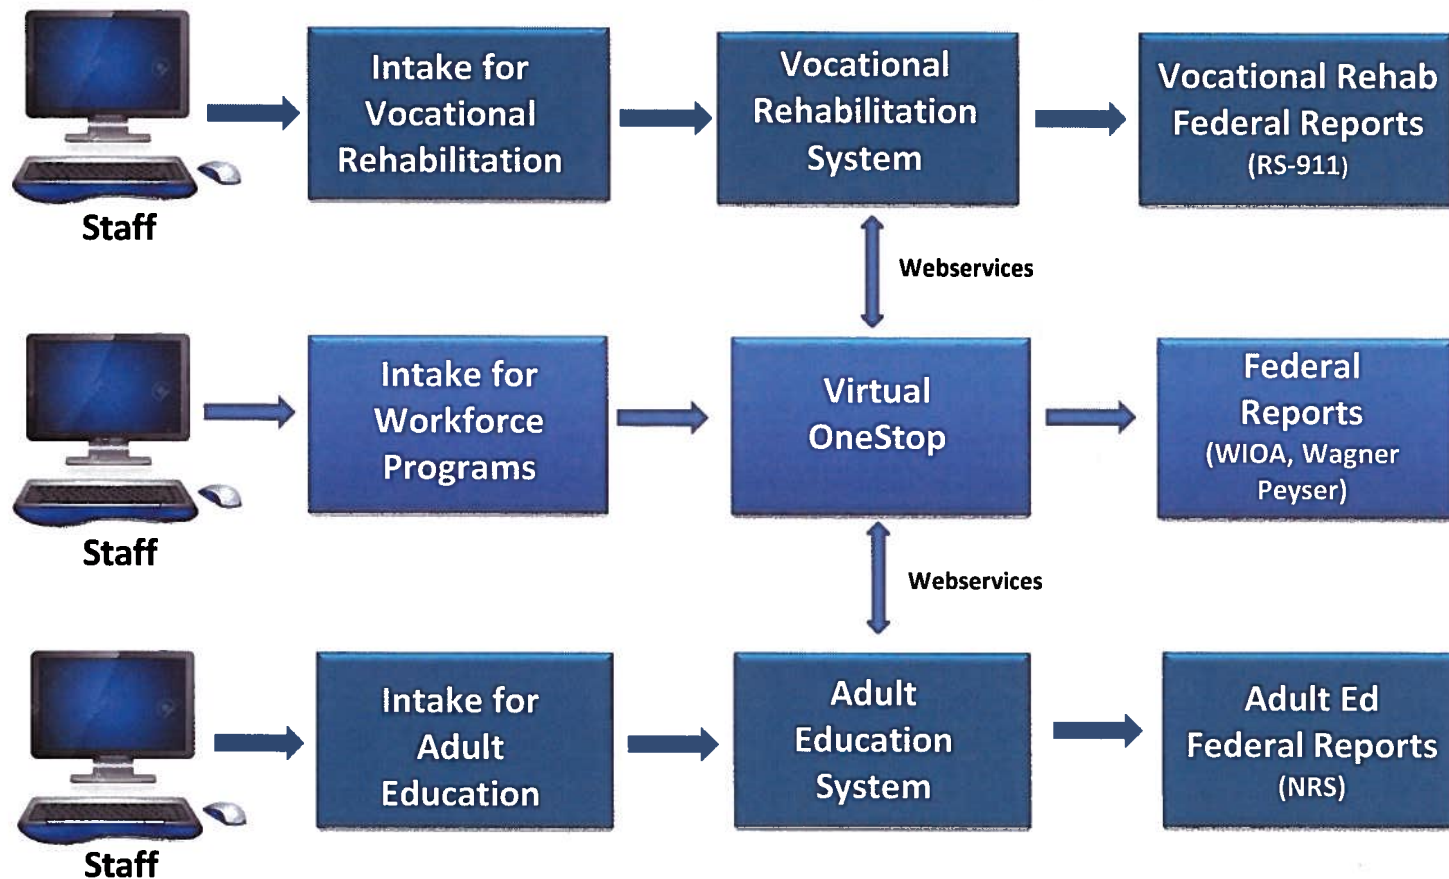 Intake for
Vocational
Rehabilitation
Vocational
Rehabilitation
System
Vocational Rehab
Federal Reports
(RS-911)
Staff
Webservices
Intake for
Workforce
Programs
Virtual
OneStop
Federal
Reports
(WIOA, Wagner
Peyser)
Staff
Webservices
Intake for
Adult
Education
Adult
Education
System
Adult Ed
Federal Reports
(NRS)
Staff